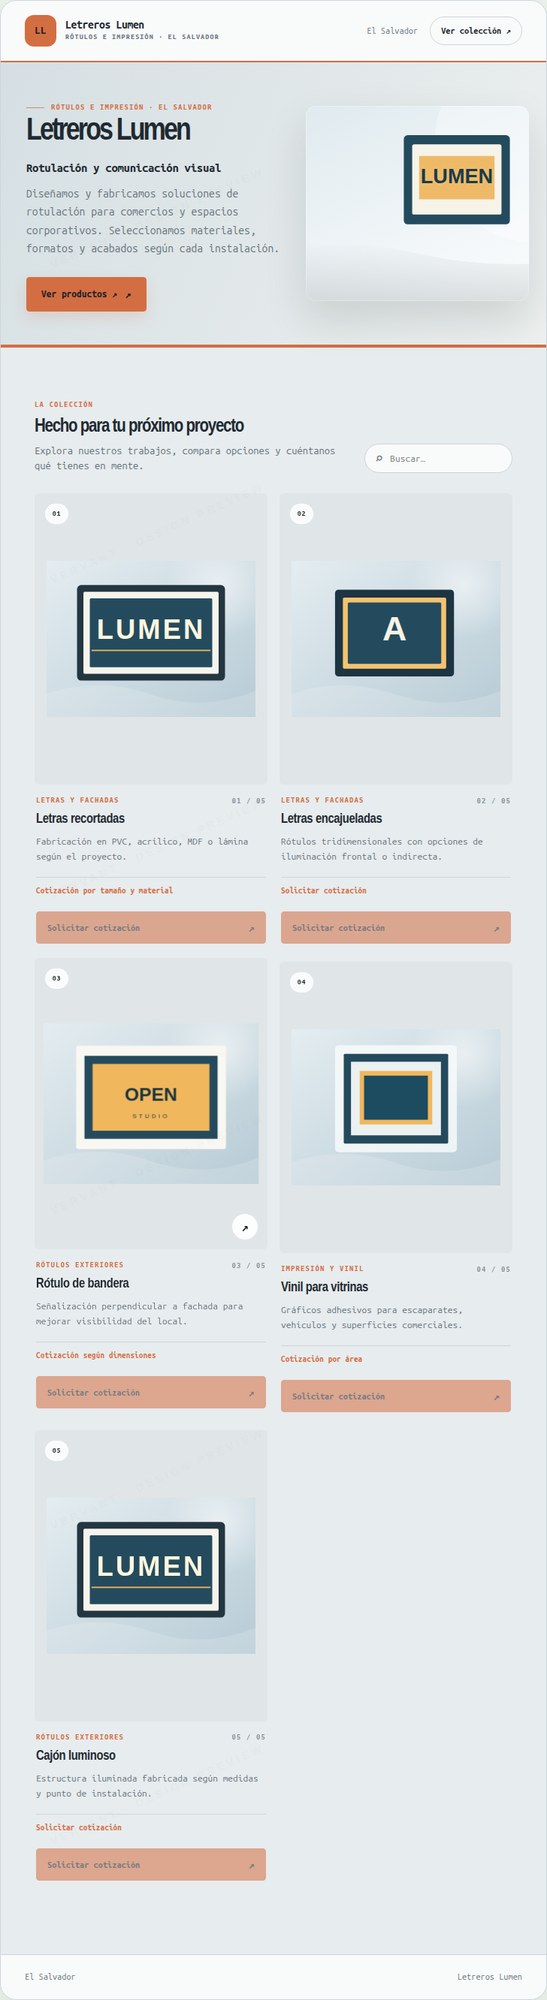 LL
Letreros Lumen
RÓTULOS E IMPRESIÓN · EL SALVADOR
El Salvador
Ver colección ↗
RÓTULOS E IMPRESIÓN · EL SALVADOR
Letreros Lumen
Rotulación y comunicación visual
Diseñamos y fabricamos soluciones de
rotulación para comercios y espacios
corporativos. Seleccionamos materiales,
formatos y acabados según cada instalación.
Ver productos ↗ ↗
LUMEN
LA COLECCIÓN
Hecho para tu próximo proyecto
Explora nuestros trabajos, compara opciones y cuéntanos
qué tienes en mente.
Buscar…
01
LUMEN
LETRAS Y FACHADAS
01 / 05
Letras recortadas
Fabricación en PVC, acrílico, MDF o lámina
según el proyecto.
Cotización por tamaño y material
Solicitar cotización ↗
02
A
LETRAS Y FACHADAS
02 / 05
Letras encajueladas
Rótulos tridimensionales con opciones de
iluminación frontal o indirecta.
Solicitar cotización
Solicitar cotización ↗
03
OPEN
STUDIO
↗
RÓTULOS EXTERIORES
03 / 05
Rótulo de bandera
Señalización perpendicular a fachada para
mejorar visibilidad del local.
Cotización según dimensiones
Solicitar cotización ↗
04
IMPRESIÓN Y VINIL
04 / 05
Vinil para vitrinas
Gráficos adhesivos para escaparates,
vehículos y superficies comerciales.
Cotización por área
Solicitar cotización ↗
05
LUMEN
RÓTULOS EXTERIORES
05 / 05
Cajón luminoso
Estructura iluminada fabricada según medidas
y punto de instalación.
Solicitar cotización
Solicitar cotización ↗
El Salvador
Letreros Lumen